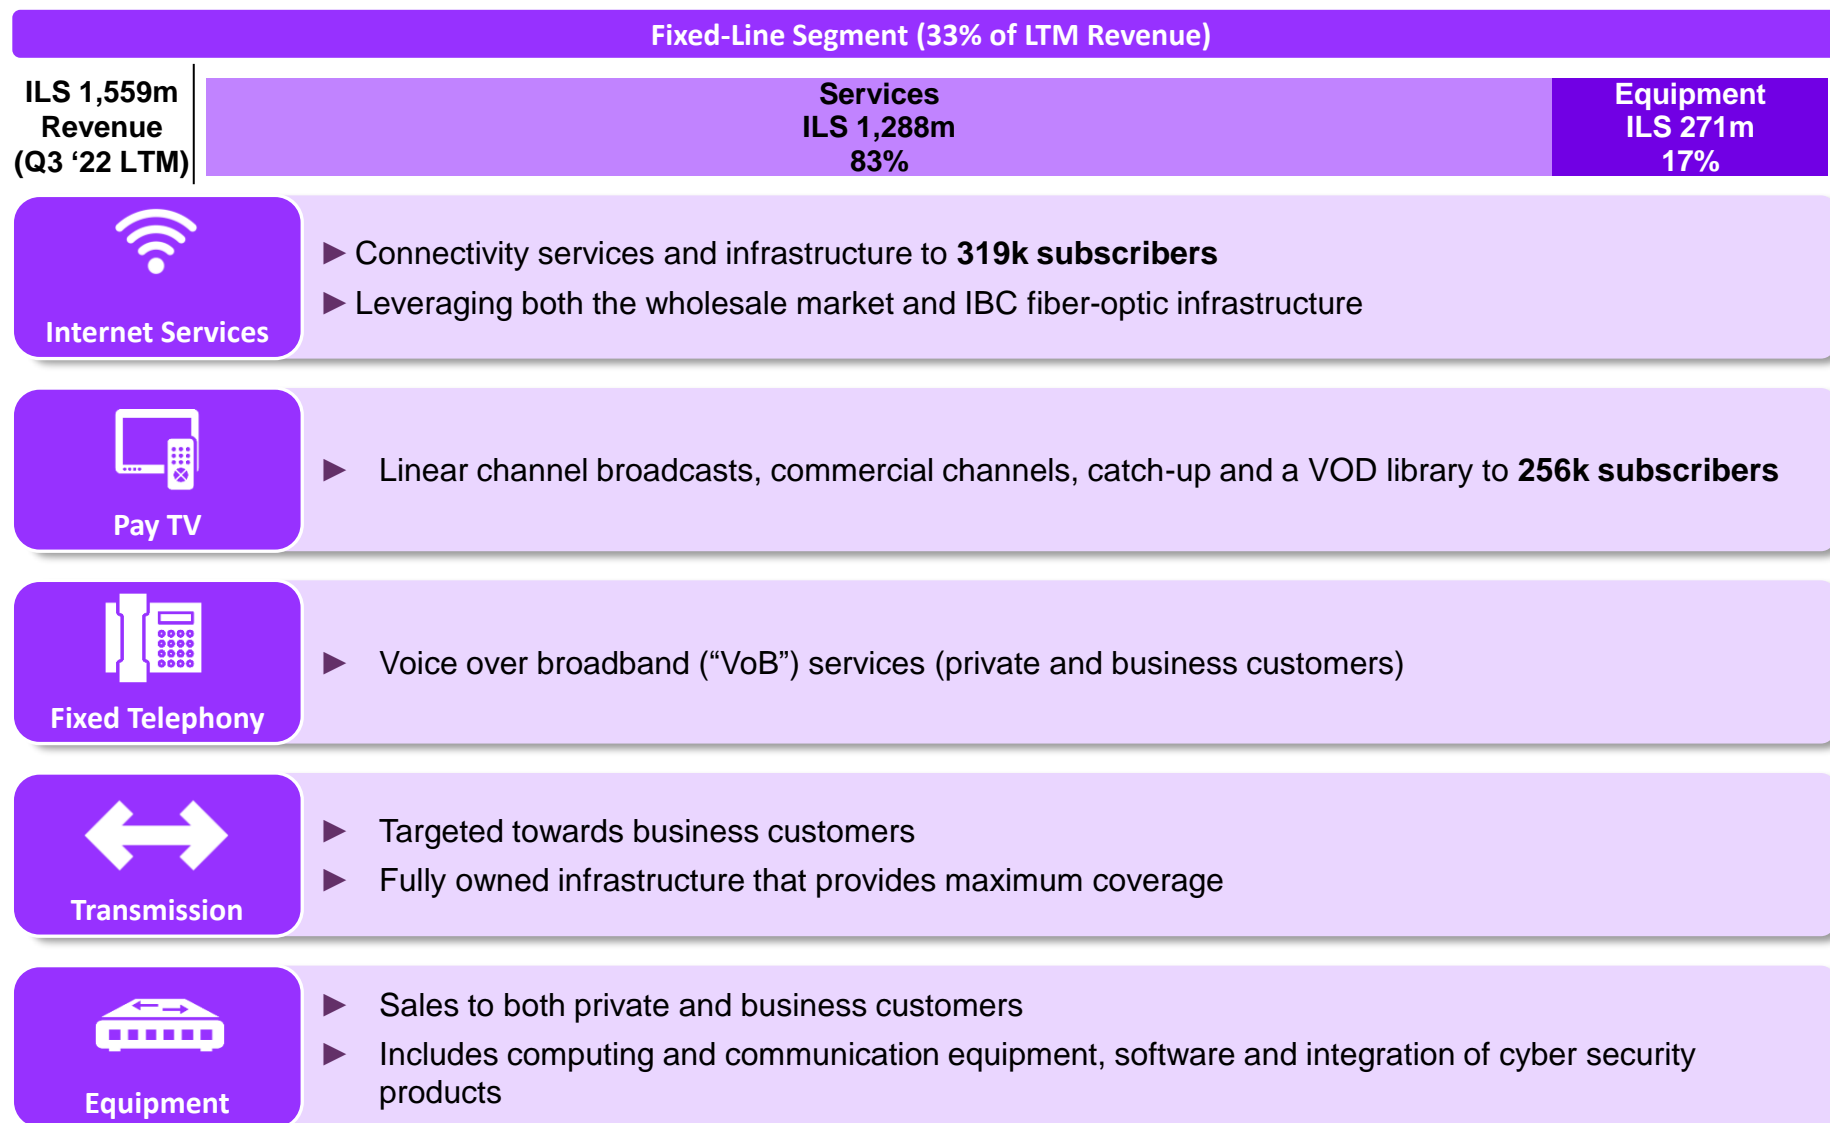 Fixed-Line Segment (33% of LTM Revenue)
ILS 1,559m
Revenue
(Q3 ‘22 LTM)
Services
ILS 1,288m
83%
Equipment
ILS 271m
17%
Internet Services
► Connectivity services and infrastructure to 319k subscribers
► Leveraging both the wholesale market and IBC fiber-optic infrastructure
Pay TV
► Linear channel broadcasts, commercial channels, catch-up and a VOD library to 256k subscribers
Fixed Telephony
► Voice over broadband (“VoB”) services (private and business customers)
Transmission
► Targeted towards business customers
► Fully owned infrastructure that provides maximum coverage
Equipment
► Sales to both private and business customers
► Includes computing and communication equipment, software and integration of cyber security
products